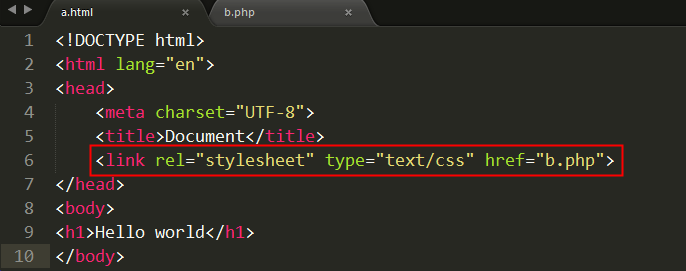 a.html × b.php ×
1 <!DOCTYPE html>
2 <html lang="en">
3 <head>
4 <meta charset="UTF-8">
5 <title>Document</title>
6 <link rel="stylesheet" type="text/css" href="b.php">
7 </head>
8 <body>
9 <h1>Hello world</h1>
10 </body>